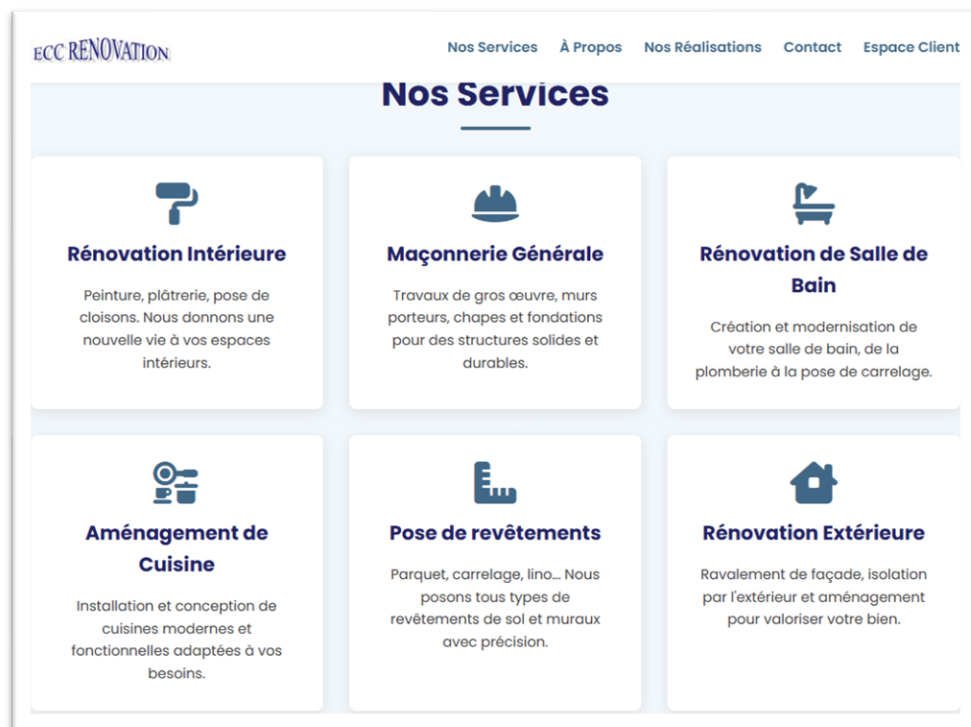 ECC RENOVATION
Nos Services À Propos Nos Réalisations Contact Espace Client
Nos Services
Rénovation Intérieure
Peinture, plâtrerie, pose de
cloisons. Nous donnons une
nouvelle vie à vos espaces
intérieurs.
Maçonnerie Générale
Travaux de gros œuvre, murs
porteurs, chapes et fondations
pour des structures solides et
durables.
Rénovation de Salle de
Bain
Création et modernisation de
votre salle de bain, de la
plomberie à la pose de carrelage.
Aménagement de
Cuisine
Installation et conception de
cuisines modernes et
fonctionnelles adaptées à vos
besoins.
Pose de revêtements
Parquet, carrelage, lino... Nous
posons tous types de
revêtements de sol et muraux
avec précision.
Rénovation Extérieure
Ravalement de façade, isolation
par l'extérieur et aménagement
pour valoriser votre bien.